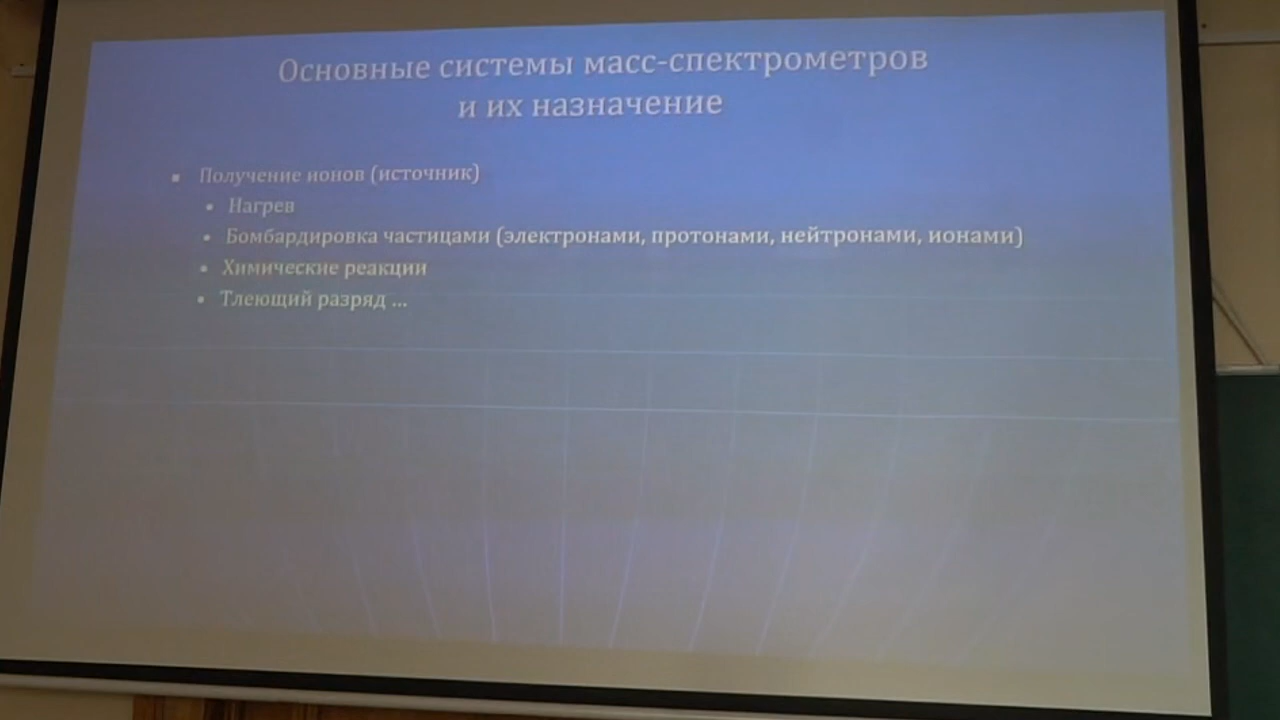 Основные системы масс-спектрометров
и их назначение
▪ Получение ионов (источник)
• Нагрев
• Бомбардировка частицами (электронами, протонами, нейтронами, ионами)
• Химические реакции
• Тлеющий разряд ...